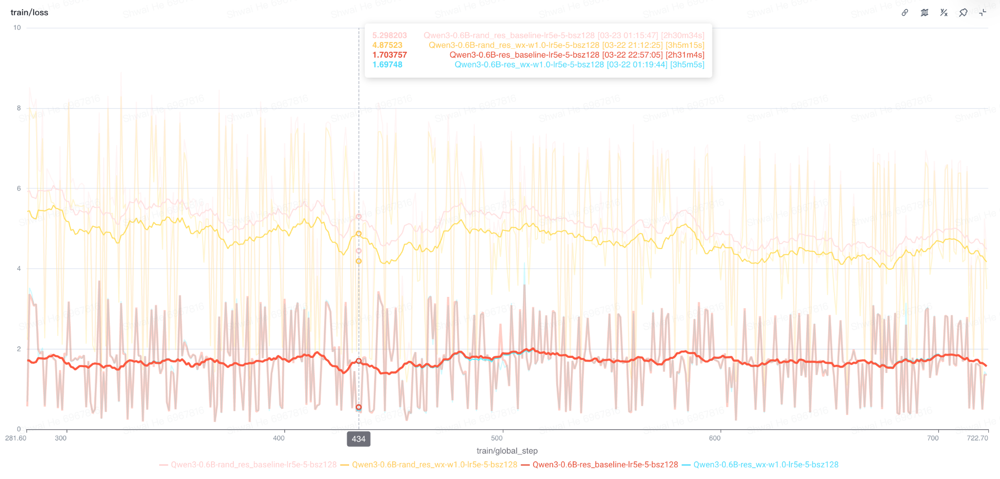 train/loss
10
5.298203 Qwen3-0.6B-rand_res_baseline-lr5e-5-bsz128 [03-23 01:15:47] [2h30m34s]
4.87523 Qwen3-0.6B-rand_res_wx-w1.0-lr5e-5-bsz128 [03-22 21:12:25] [3h5m15s]
1.703757 Qwen3-0.6B-res_baseline-lr5e-5-bsz128 [03-22 22:57:05] [2h31m4s]
1.69748 Qwen3-0.6B-res_wx-w1.0-lr5e-5-bsz128 [03-22 01:19:44] [3h5m5s]
8
6
4
2
0
281.60 300 400 434 500 600 700 722.70
train/global_step
Qwen3-0.6B-rand_res_baseline-lr5e-5-bsz128 Qwen3-0.6B-rand_res_wx-w1.0-lr5e-5-bsz128 Qwen3-0.6B-res_baseline-lr5e-5-bsz128 Qwen3-0.6B-res_wx-w1.0-lr5e-5-bsz128
Shwai He 6967816